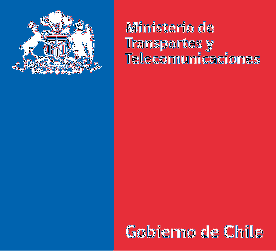 Ministerio de
Transportes y
Telecomunicaciones
Gobierno de Chile